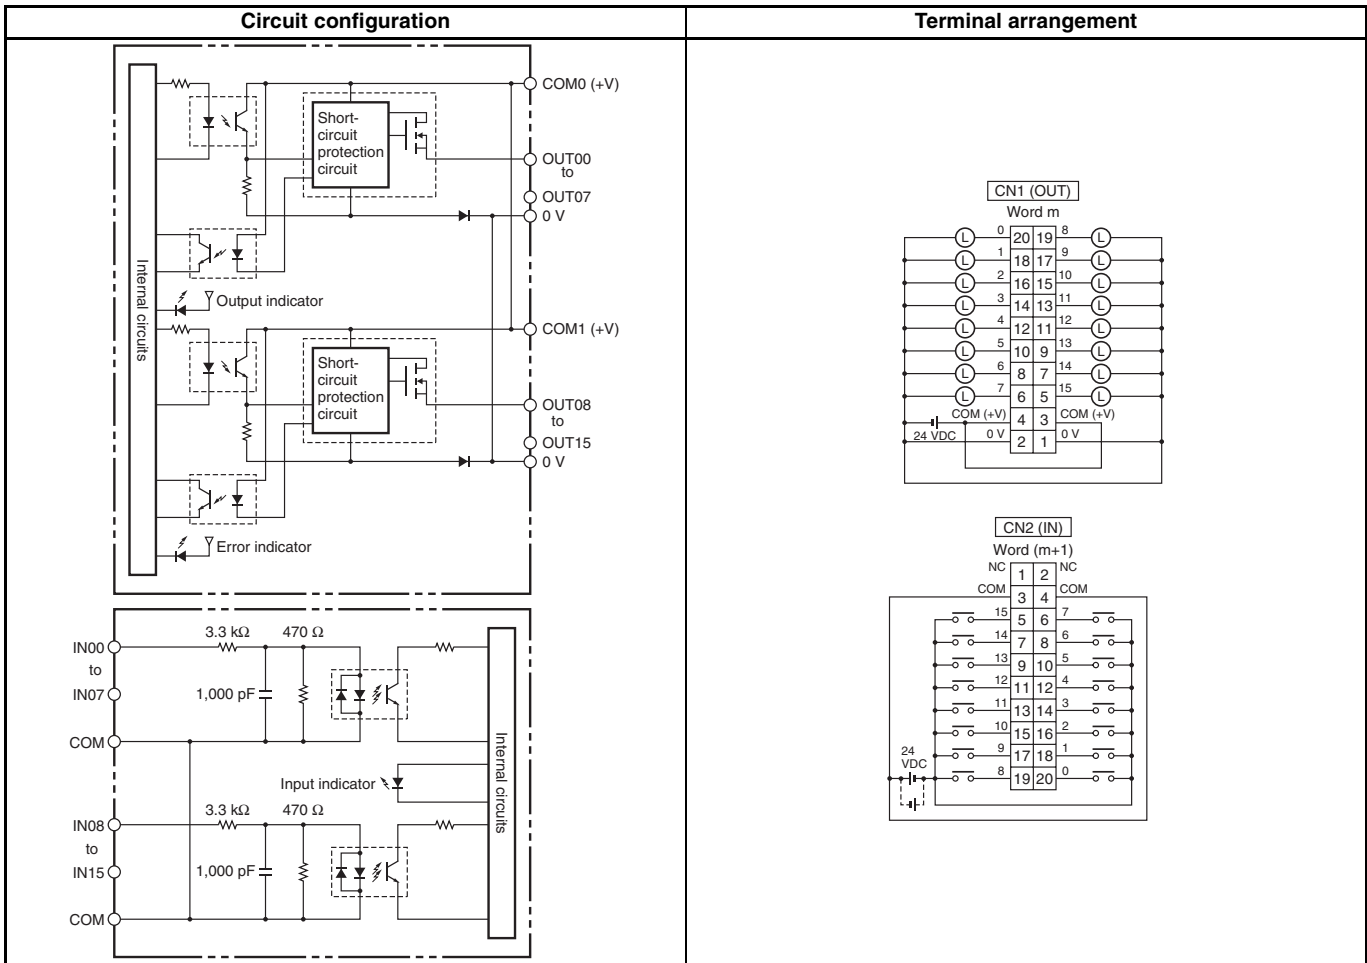 Circuit configuration
Terminal arrangement
COM0 (+V)
Short-
circuit
protection
circuit
OUT00
to
OUT07
0 V
Internal circuits
Output indicator
COM1 (+V)
Short-
circuit
protection
circuit
OUT08
to
OUT15
0 V
Error indicator
IN00
to
IN07
COM
3.3 kΩ 470 Ω
1,000 pF
Internal circuits
Input indicator
IN08
to
IN15
COM
3.3 kΩ 470 Ω
1,000 pF
CN1 (OUT)
Word m
L 0 20 19 8 L
L 1 18 17 9 L
L 2 16 15 10 L
L 3 14 13 11 L
L 4 12 11 12 L
L 5 10 9 13 L
L 6 8 7 14 L
L 7 6 5 15 L
COM (+V) 4 3 COM (+V)
24 VDC 0 V 2 1 0 V
CN2 (IN)
Word (m+1)
NC 1 2 NC
COM 3 4 COM
15 5 6 7
14 7 8 6
13 9 10 5
12 11 12 4
11 13 14 3
10 15 16 2
9 17 18 1
24
VDC
8 19 20 0